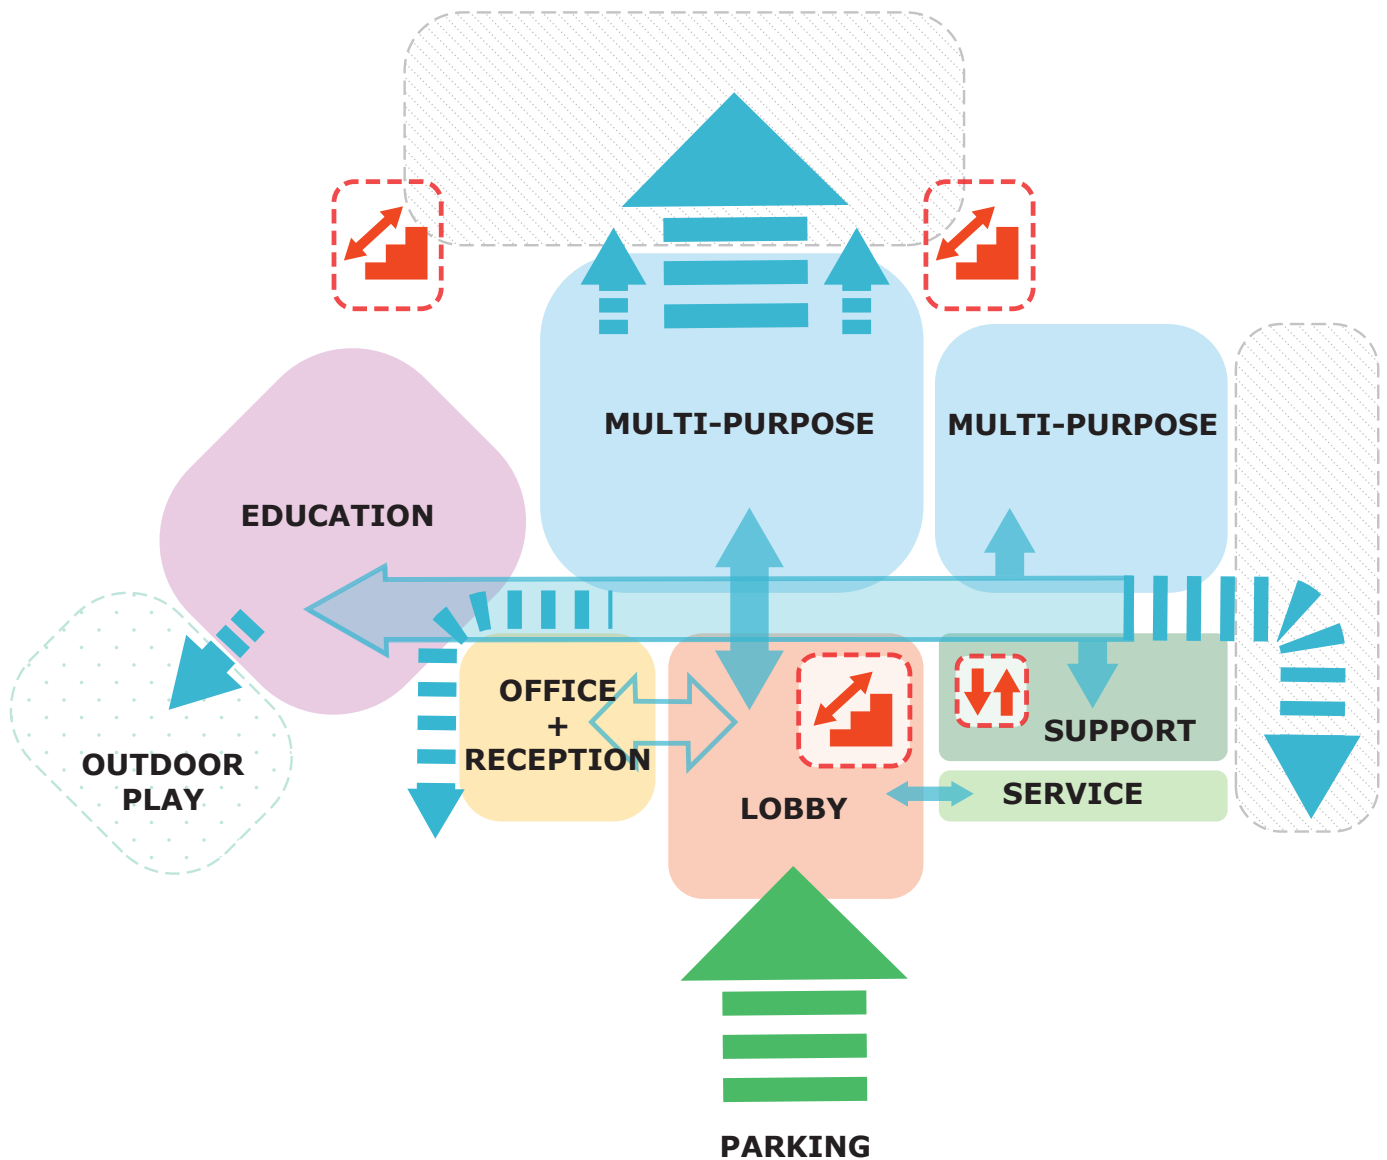 MULTI-PURPOSE
MULTI-PURPOSE
EDUCATION
OFFICE
+
RECEPTION
SUPPORT
OUTDOOR
PLAY
SERVICE
LOBBY
PARKING